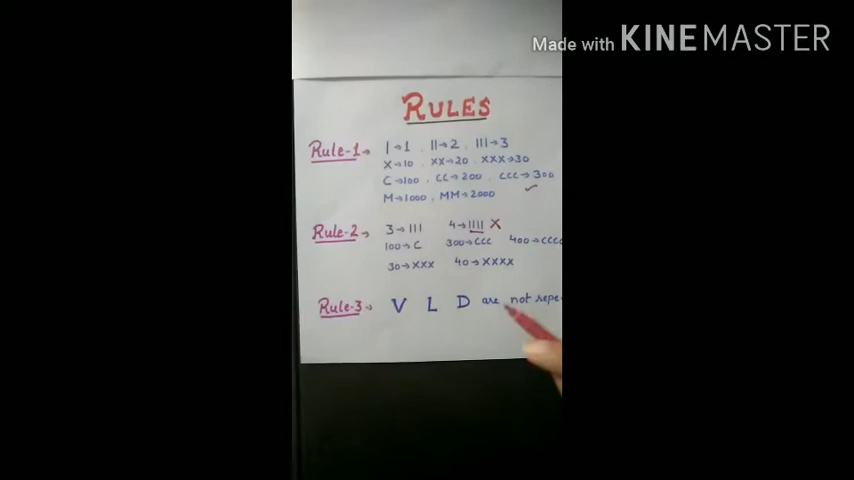 Made with KINEMASTER
RULES
Rule-1→ I→1 , II→2 , III→3
X→10 , XX→20 , XXX→30
C→100 , CC→200 , CCC→300
M→1000 , MM→2000 ✓
Rule-2→ 3→III 4→IIII X
100→C 300→CCC 400→CCCC
30→XXX 40→XXXX
Rule-3→ V L D are not